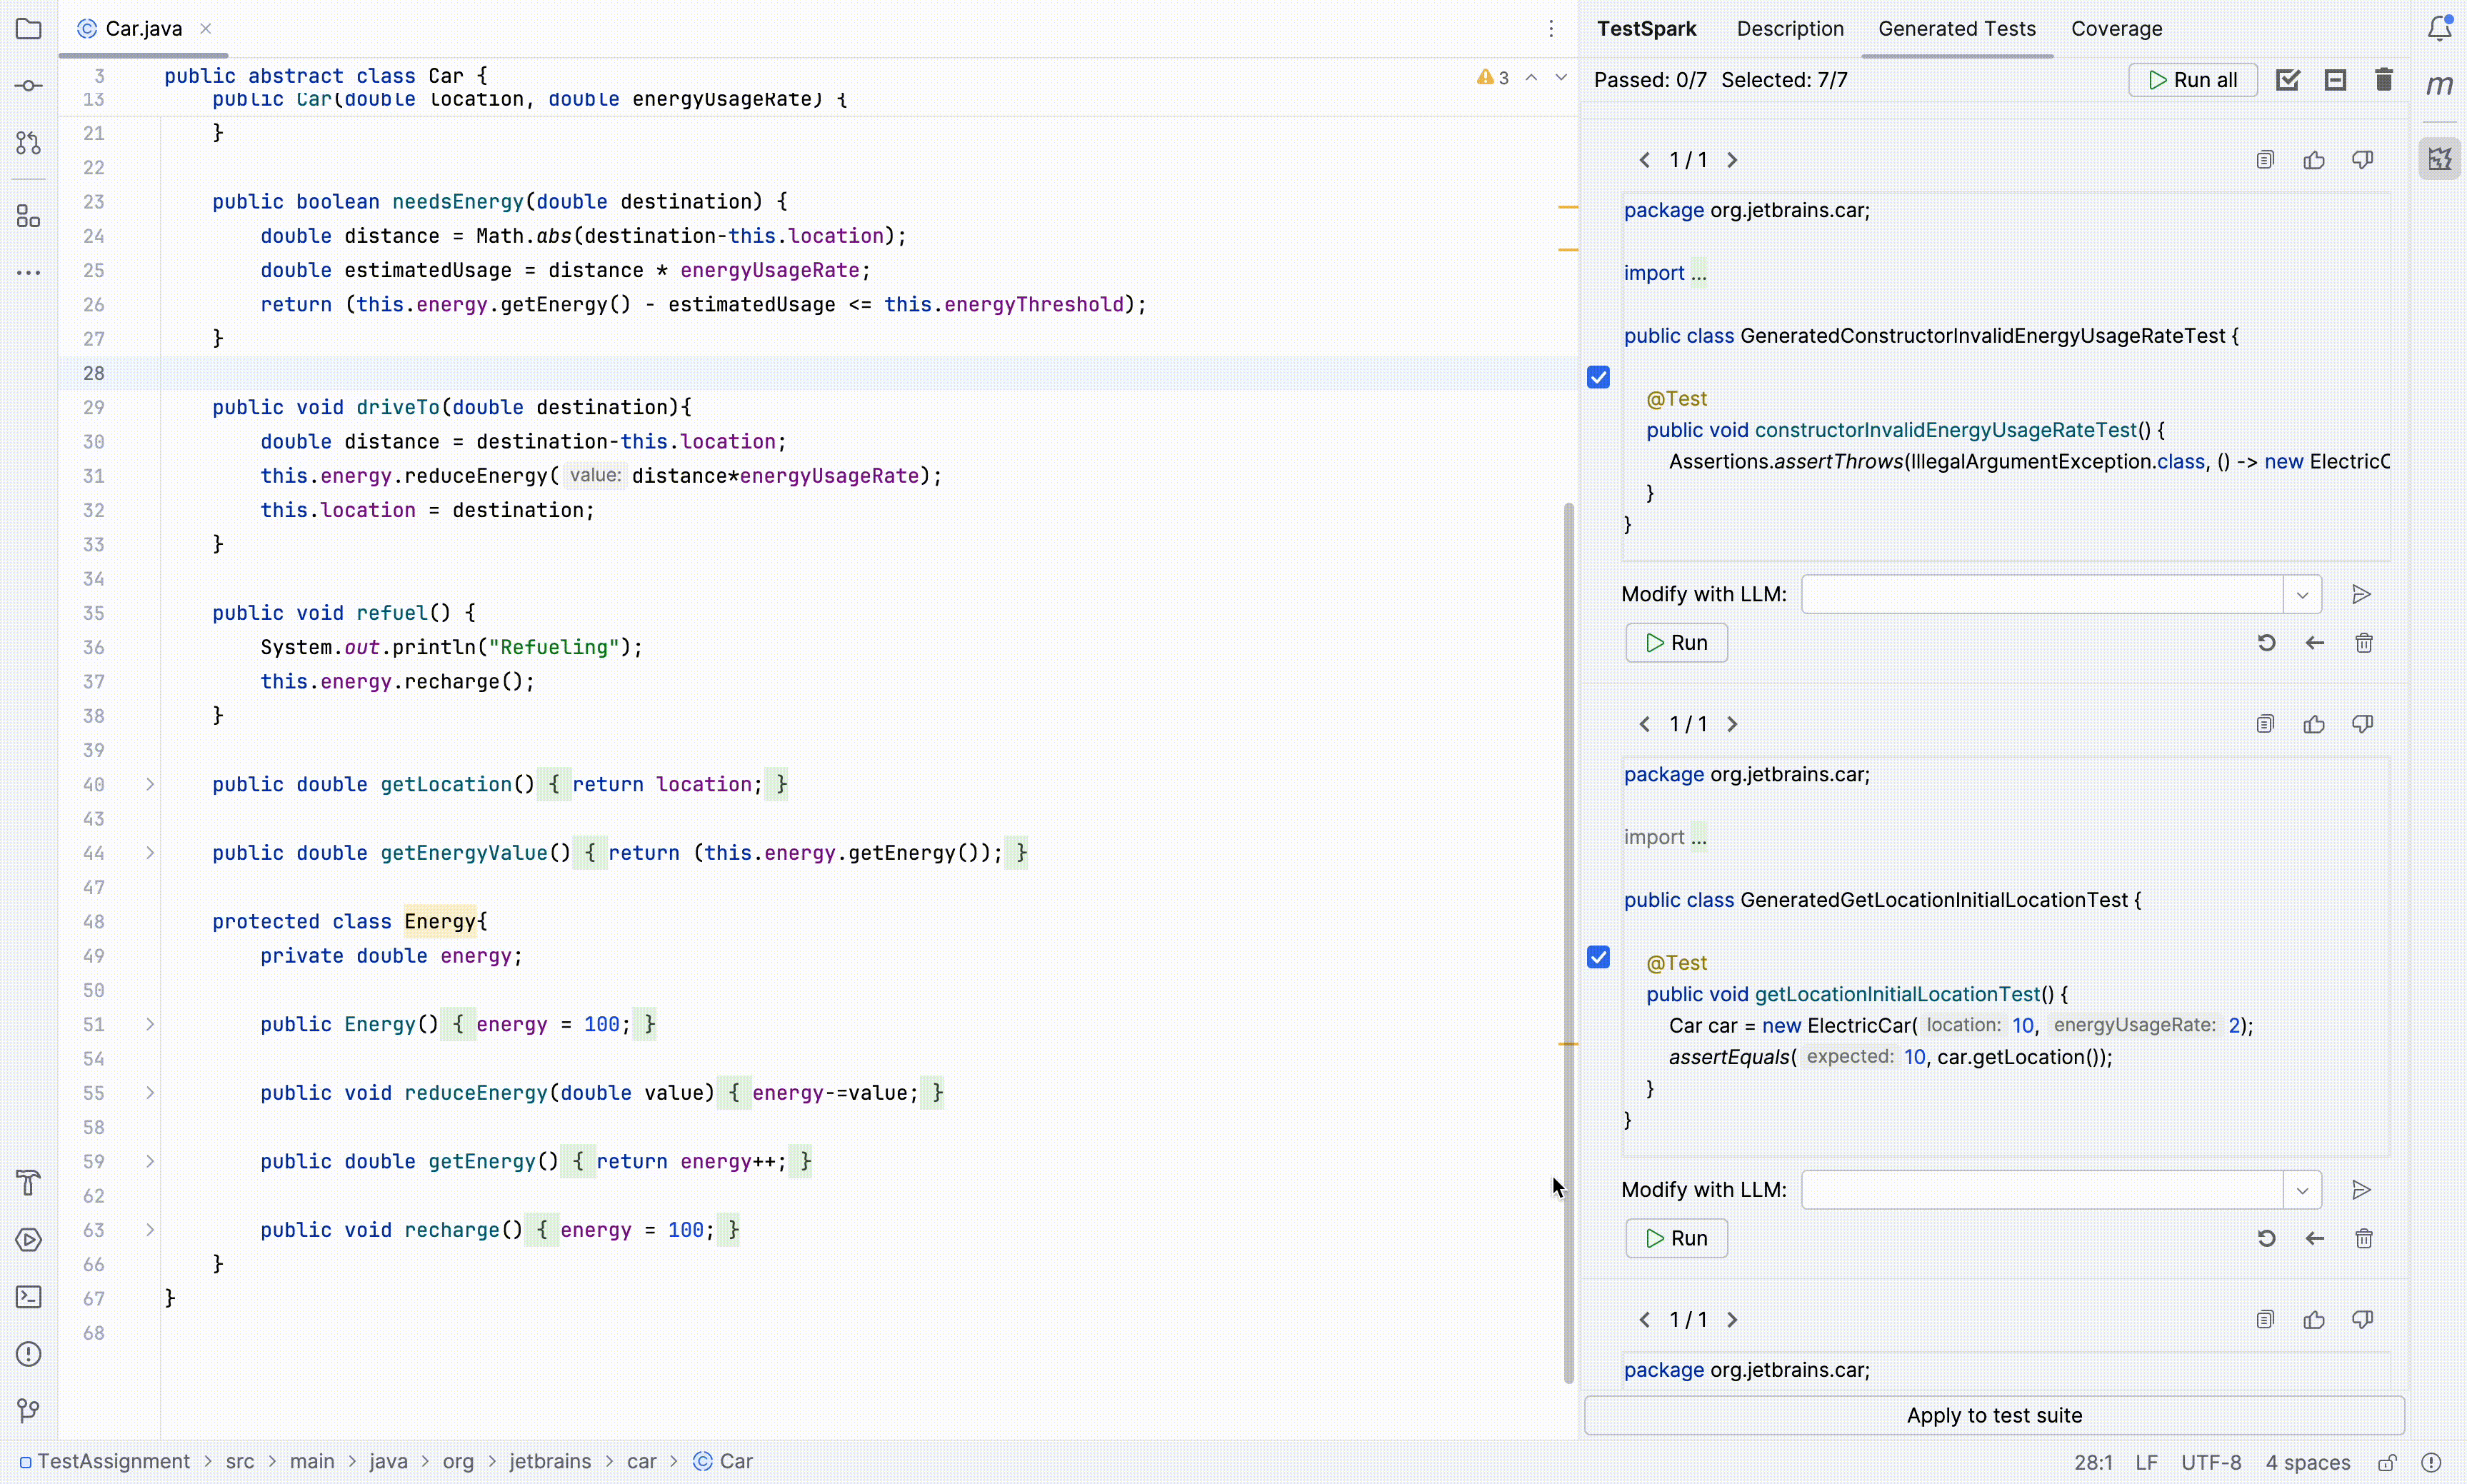 Car.java
3 public abstract class Car {
3
13 public Car(double location, double energyUsageRate) {
21 }
22
23 public boolean needsEnergy(double destination) {
24 double distance = Math.abs(destination-this.location);
25 double estimatedUsage = distance * energyUsageRate;
26 return (this.energy.getEnergy() - estimatedUsage <= this.energyThreshold);
27 }
28
29 public void driveTo(double destination){
30 double distance = destination-this.location;
31 this.energy.reduceEnergy( value: distance*energyUsageRate);
32 this.location = destination;
33 }
34
35 public void refuel() {
36 System.out.println("Refueling");
37 this.energy.recharge();
38 }
39
40 public double getLocation() { return location; }
43
44 public double getEnergyValue() { return (this.energy.getEnergy()); }
47
48 protected class Energy{
49 private double energy;
50
51 public Energy() { energy = 100; }
54
55 public void reduceEnergy(double value) { energy-=value; }
58
59 public double getEnergy() { return energy++; }
62
63 public void recharge() { energy = 100; }
66 }
67 }
68
TestSpark Description Generated Tests Coverage
Passed: 0/7 Selected: 7/7 Run all
m
1 / 1
package org.jetbrains.car;
import ...
public class GeneratedConstructorInvalidEnergyUsageRateTest {
@Test
public void constructorInvalidEnergyUsageRateTest() {
Assertions.assertThrows(IllegalArgumentException.class, () -> new ElectricC
}
}
Modify with LLM:
Run
1 / 1
package org.jetbrains.car;
import ...
public class GeneratedGetLocationInitialLocationTest {
@Test
public void getLocationInitialLocationTest() {
Car car = new ElectricCar( location: 10, energyUsageRate: 2);
assertEquals( expected: 10, car.getLocation());
}
}
Modify with LLM:
Run
1 / 1
package org.jetbrains.car;
Apply to test suite
TestAssignment > src > main > java > org > jetbrains > car > Car
28:1 LF UTF-8 4 spaces